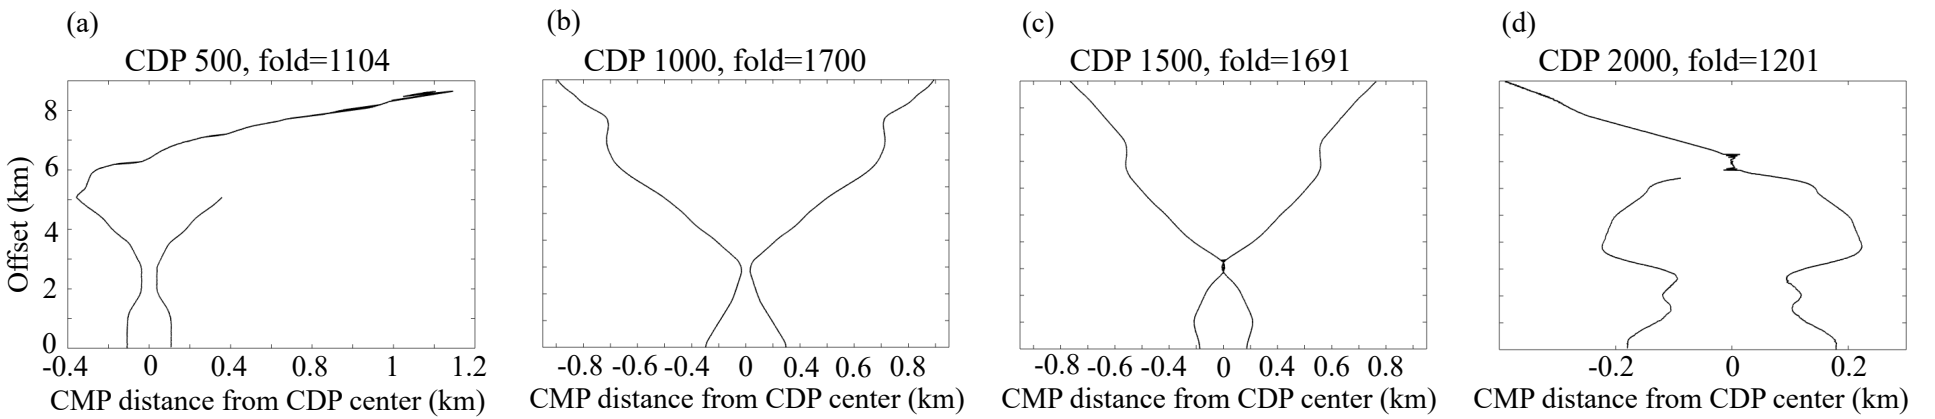 (a)
CDP 500, fold=1104
(b)
CDP 1000, fold=1700
(c)
CDP 1500, fold=1691
(d)
CDP 2000, fold=1201
Offset (km)
8
6
4
2
0
-0.4 0 0.4 0.8 1 1.2
-0.8 -0.6 -0.4 0 0.4 0.6 0.8
-0.8 -0.6 -0.4 0 0.4 0.6 0.8
-0.2 0 0.2
CMP distance from CDP center (km)
CMP distance from CDP center (km)
CMP distance from CDP center (km)
CMP distance from CDP center (km)